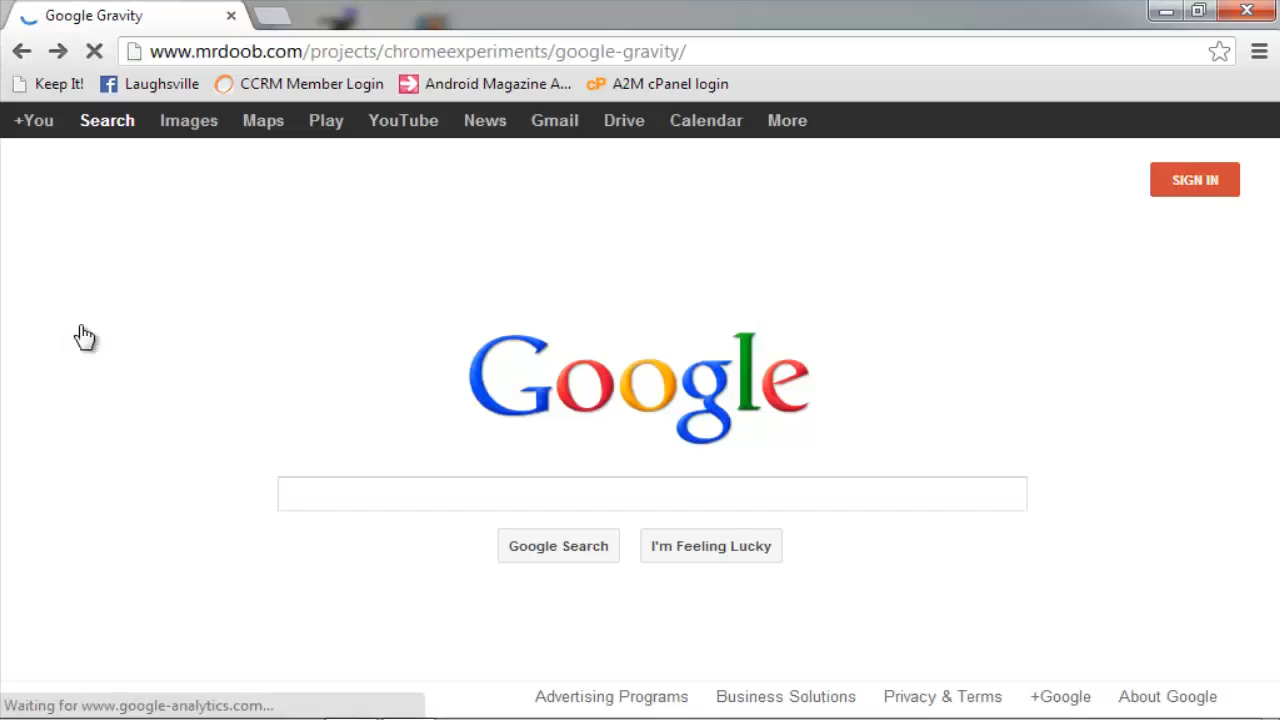 Google Gravity
www.mrdoob.com/projects/chromeexperiments/google-gravity/
Keep It! Laughsville CCRM Member Login Android Magazine A... cP A2M cPanel login
+You Search Images Maps Play YouTube News Gmail Drive Calendar More
SIGN IN
Google
Google Search I'm Feeling Lucky
Waiting for www.google-analytics.com...
Advertising Programs Business Solutions Privacy & Terms +Google About Google